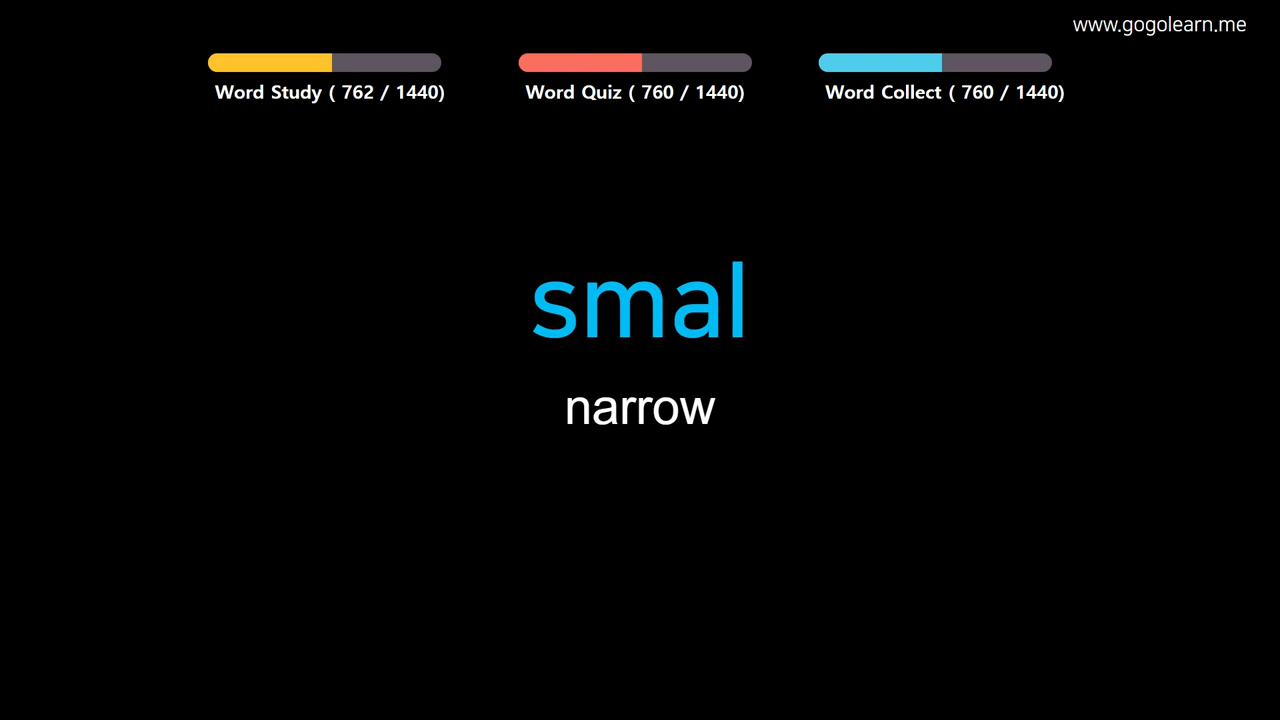 www.gogolearn.me
Word Study ( 762 / 1440)
Word Quiz ( 760 / 1440)
Word Collect ( 760 / 1440)
smal
narrow